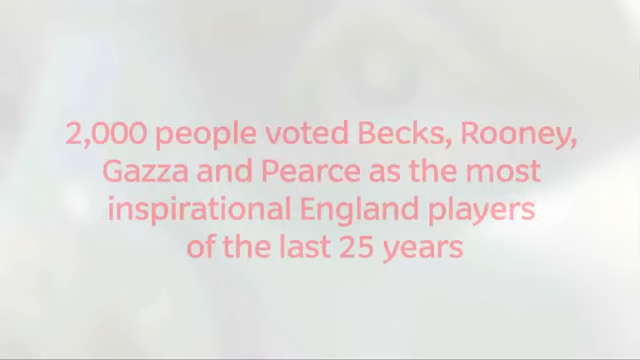 2,000 people voted Becks, Rooney,
Gazza and Pearce as the most
inspirational England players
of the last 25 years